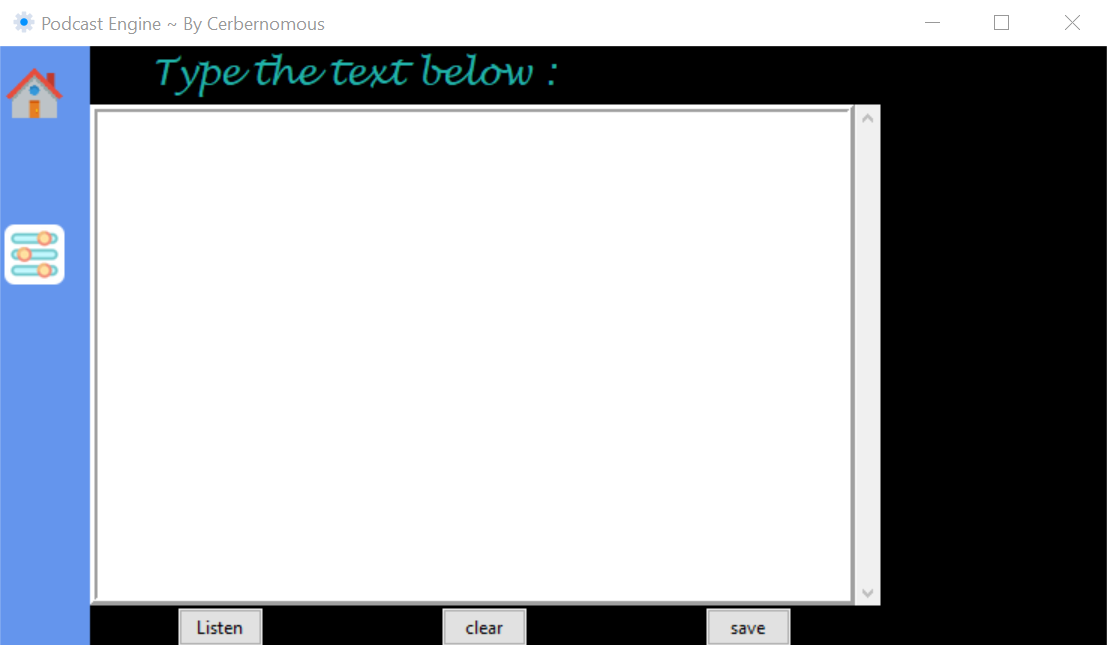 Podcast Engine ~ By Cerbernomous
Type the text below :
Listen clear save